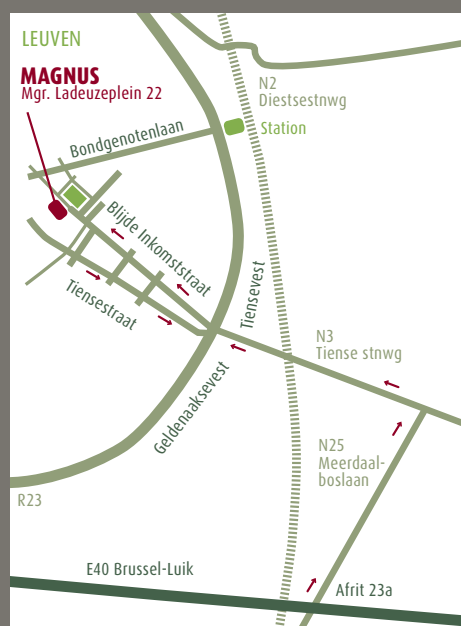 LEUVEN
MAGNUS
Mgr. Ladeuzeplein 22
N2
Diestsestnwg
Station
Bondgenotenlaan
Blijde Inkomststraat
Tiensestraat
Tiensevest
N3
Tiense stnwg
Geldenaaksevest
N25
Meerdaal-
boslaan
R23
E40 Brussel-Luik
Afrit 23a